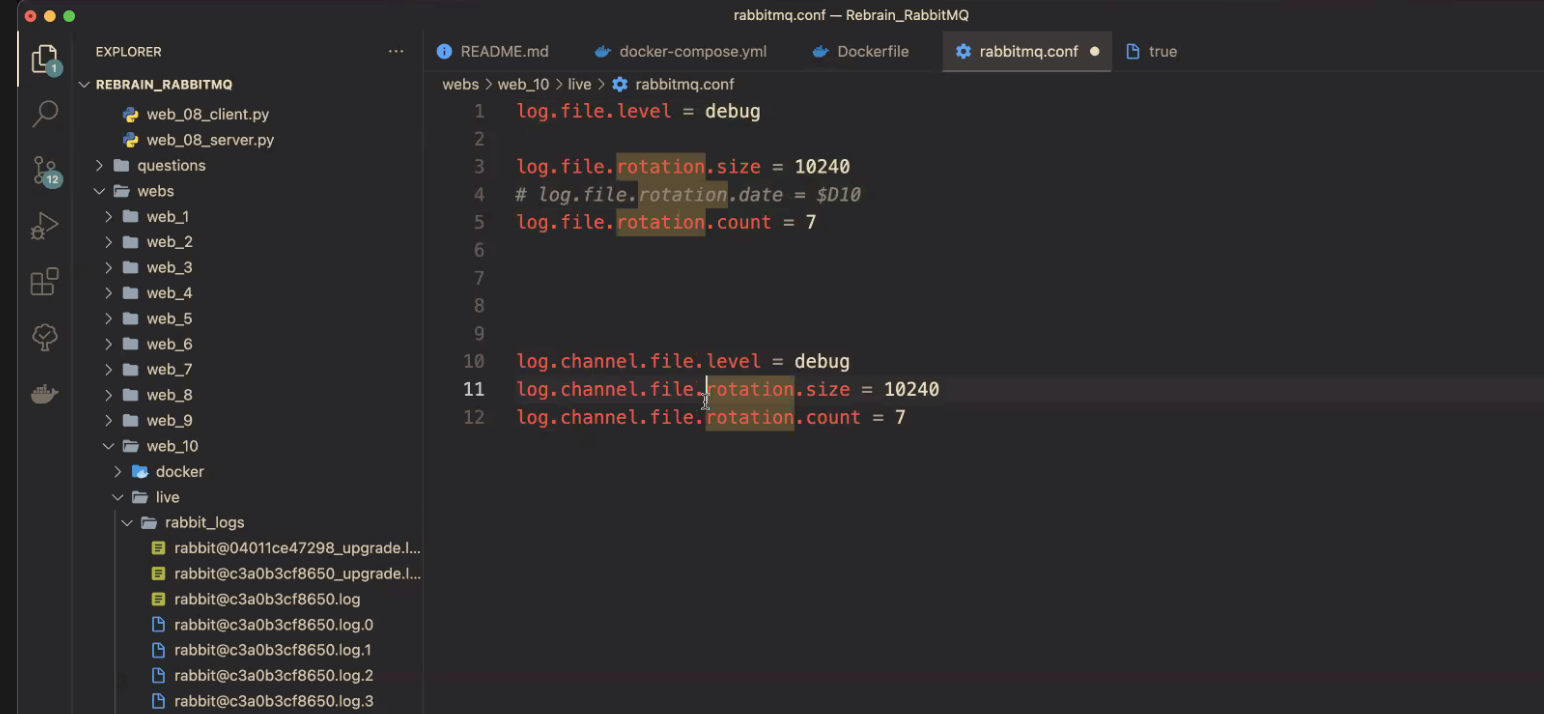 rabbitmq.conf — Rebrain_RabbitMQ
EXPLORER
REBRAIN_RABBITMQ
web_08_client.py
web_08_server.py
questions
webs
web_1
web_2
web_3
web_4
web_5
web_6
web_7
web_8
web_9
web_10
docker
live
rabbit_logs
rabbit@04011ce47298_upgrade.l...
rabbit@c3a0b3cf8650_upgrade.l...
rabbit@c3a0b3cf8650.log
rabbit@c3a0b3cf8650.log.0
rabbit@c3a0b3cf8650.log.1
rabbit@c3a0b3cf8650.log.2
rabbit@c3a0b3cf8650.log.3
1
12
README.md docker-compose.yml Dockerfile rabbitmq.conf true
webs > web_10 > live > rabbitmq.conf
1 log.file.level = debug
2
3 log.file.rotation.size = 10240
4 # log.file.rotation.date = $D10
5 log.file.rotation.count = 7
6
7
8
9
10 log.channel.file.level = debug
11 log.channel.file.rotation.size = 10240
12 log.channel.file.rotation.count = 7